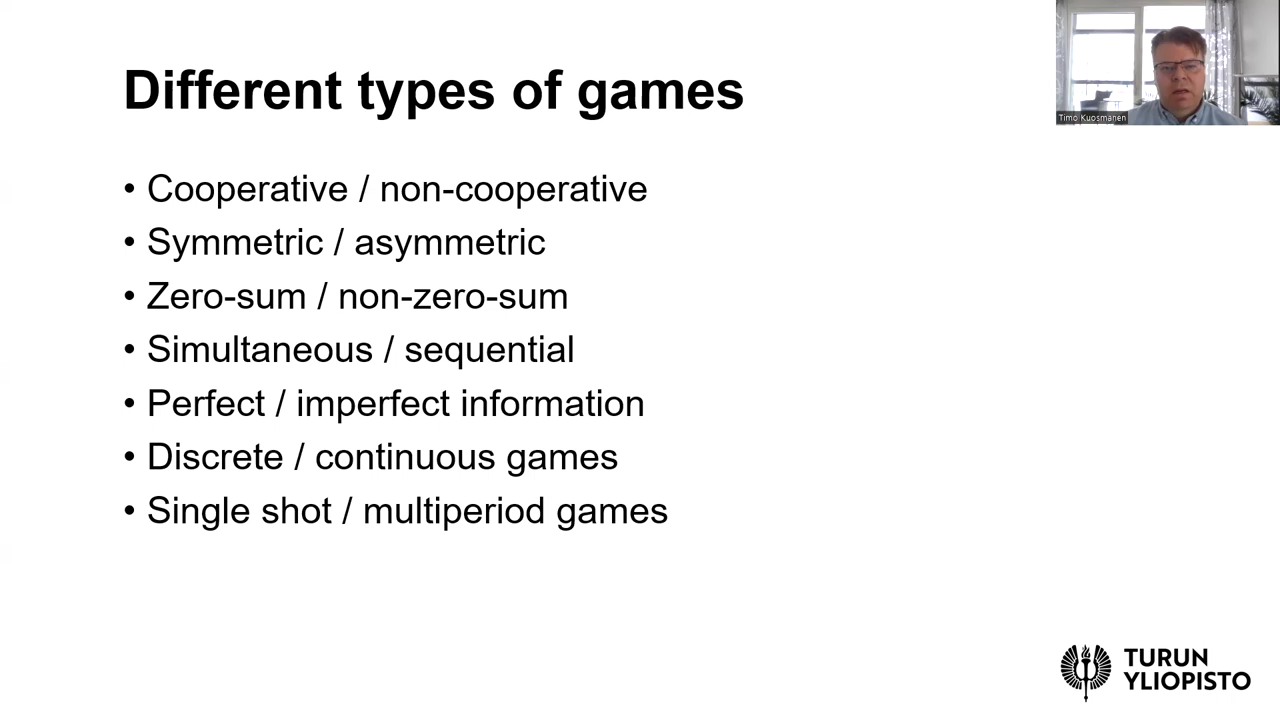 Different types of games
Timo Kuosmanen
• Cooperative / non-cooperative
• Symmetric / asymmetric
• Zero-sum / non-zero-sum
• Simultaneous / sequential
• Perfect / imperfect information
• Discrete / continuous games
• Single shot / multiperiod games
TURUN
YLIOPISTO